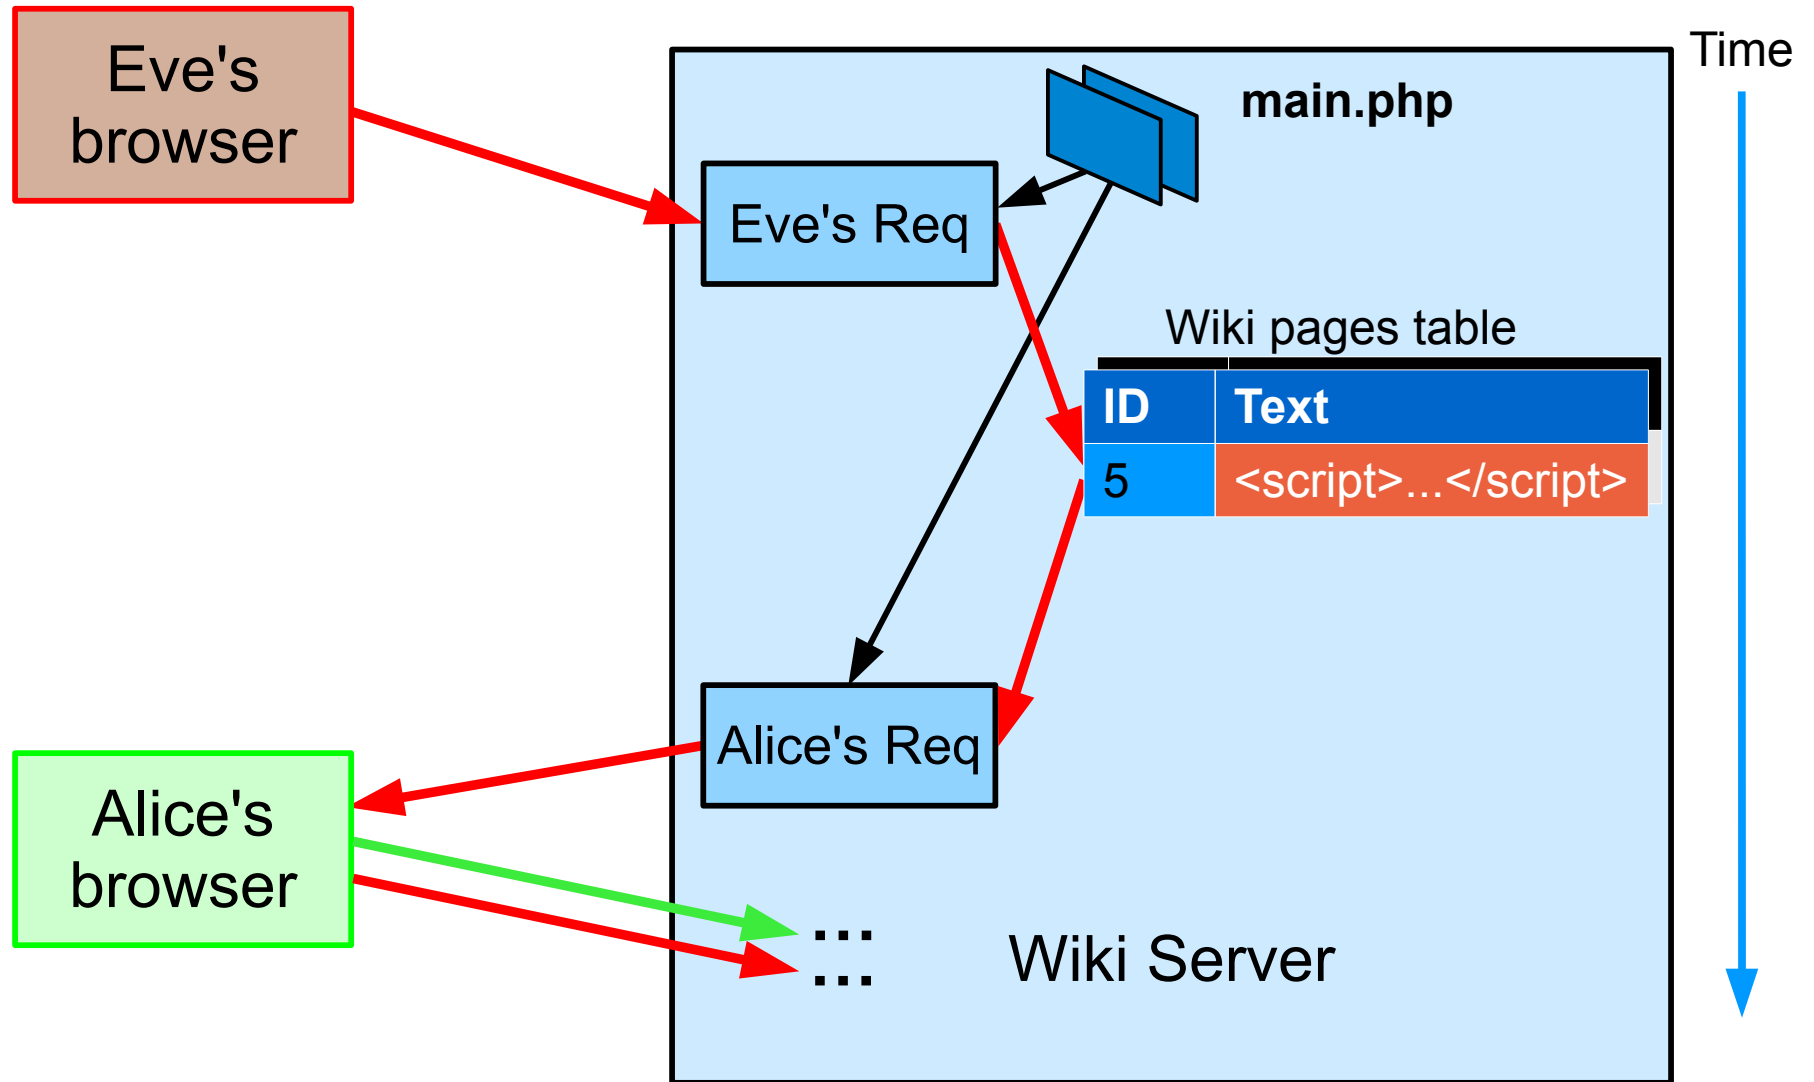 Eve's
browser
Time
main.php
Eve's Req
Wiki pages table
ID Text
5 <script>...</script>
Alice's Req
Alice's
browser
...
...
Wiki Server